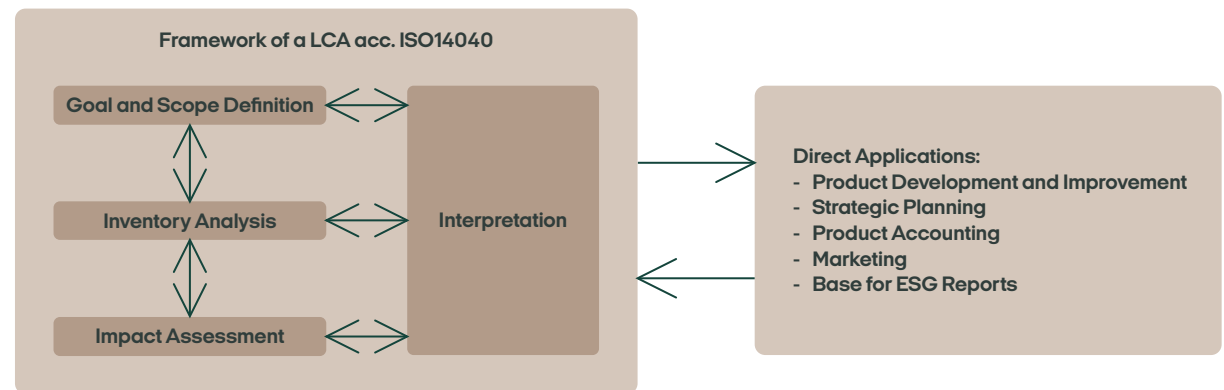 Framework of a LCA acc. ISO14040
Goal and Scope Definition
Inventory Analysis
Impact Assessment
Interpretation
Direct Applications:
- Product Development and Improvement
- Strategic Planning
- Product Accounting
- Marketing
- Base for ESG Reports